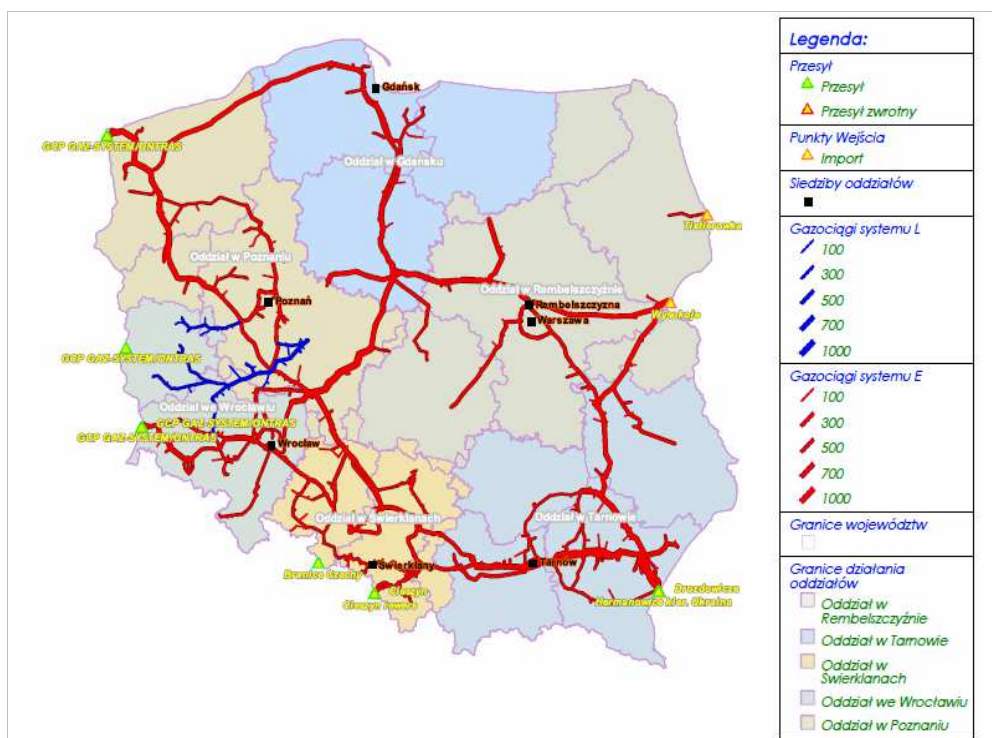 Legenda:
Przesył
Przesył
Przesył zwrotny
Punkty Wejścia
Import
Siedziby oddziałów
Gazociągi systemu L
100
300
500
700
1000
Gazociągi systemu E
100
300
500
700
1000
Granice województw
Granice działania
oddziałów
Oddział w
Rembelszczyźnie
Oddział w Tarnowie
Oddział w
Świerklanach
Oddział we Wrocławiu
Oddział w Poznaniu
Gdańsk
GCP GAZ-SYSTEM/ONTRAS
Oddział w Gdańsku
Tietierowka
Oddział w Poznaniu
Oddział w Rembelszczyźnie
Poznań
Rembelszczyzna
Wysokoje
Warszawa
GCP GAZ-SYSTEM/ONTRAS
Oddział we Wrocławiu
GCP GAZ-SYSTEM/ONTRAS
GCP GAZ-SYSTEM/ONTRAS
Wrocław
Oddział w Świerklanach
Oddział w Tarnowie
Branice Czechy
Świerklany
Tarnów
Cieszyn
Cieszyn rewers
Drozdowicze
Hermanowice kier. Ukraina